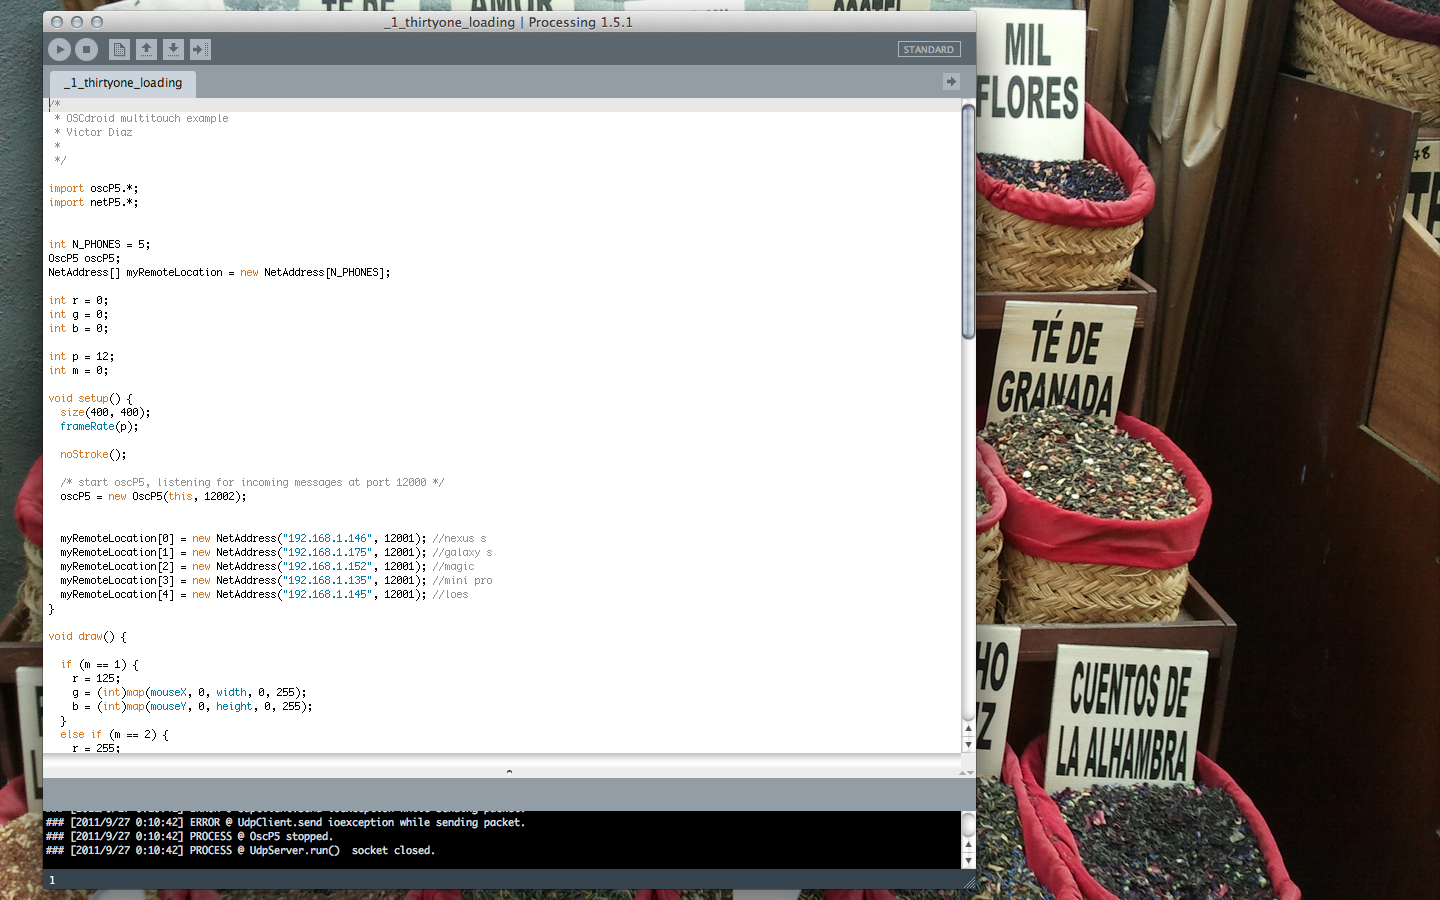 _1_thirtyone_loading | Processing 1.5.1
STANDARD
_1_thirtyone_loading
/*
 * OSCdroid multitouch example
 * Victor Diaz
 *
 */
import oscP5.*;
import netP5.*;
int N_PHONES = 5;
OscP5 oscP5;
NetAddress[] myRemoteLocation = new NetAddress[N_PHONES];
int r = 0;
int g = 0;
int b = 0;
int p = 12;
int m = 0;
void setup() {
  size(400, 400);
  frameRate(p);
  noStroke();
  /* start oscP5, listening for incoming messages at port 12000 */
  oscP5 = new OscP5(this, 12002);
  myRemoteLocation[0] = new NetAddress("192.168.1.146", 12001); //nexus s
  myRemoteLocation[1] = new NetAddress("192.168.1.175", 12001); //galaxy s
  myRemoteLocation[2] = new NetAddress("192.168.1.152", 12001); //magic
  myRemoteLocation[3] = new NetAddress("192.168.1.135", 12001); //mini pro
  myRemoteLocation[4] = new NetAddress("192.168.1.145", 12001); //loes
}
void draw() {
  if (m == 1) {
    r = 125;
    g = (int)map(mouseX, 0, width, 0, 255);
    b = (int)map(mouseY, 0, height, 0, 255);
  }
  else if (m == 2) {
    r = 255;
### [2011/9/27 0:10:42] ERROR @ UdpClient.send ioexception while sending packet.
### [2011/9/27 0:10:42] PROCESS @ OscP5 stopped.
### [2011/9/27 0:10:42] PROCESS @ UdpServer.run()  socket closed.
1
TE DE
AMOR
MIL
FLORES
TÉ DE
GRANADA
CUENTOS DE
LA ALHAMBRA